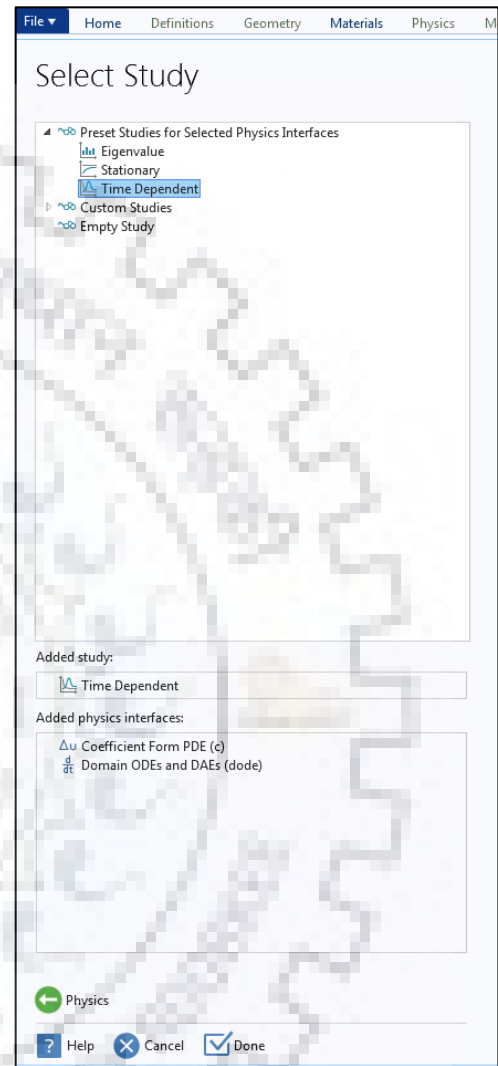 File Home Definitions Geometry Materials Physics M
Select Study
Preset Studies for Selected Physics Interfaces
Eigenvalue
Stationary
Time Dependent
Custom Studies
Empty Study
Added study:
Time Dependent
Added physics interfaces:
Δu Coefficient Form PDE (c)
d/dt Domain ODEs and DAEs (dode)
Physics
? Help Cancel Done